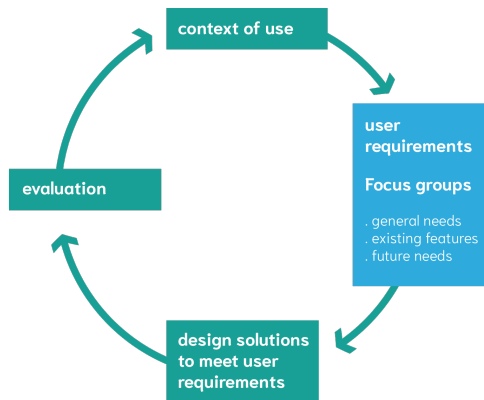 context of use
user
requirements
Focus groups
. general needs
. existing features
. future needs
design solutions
to meet user
requirements
evaluation